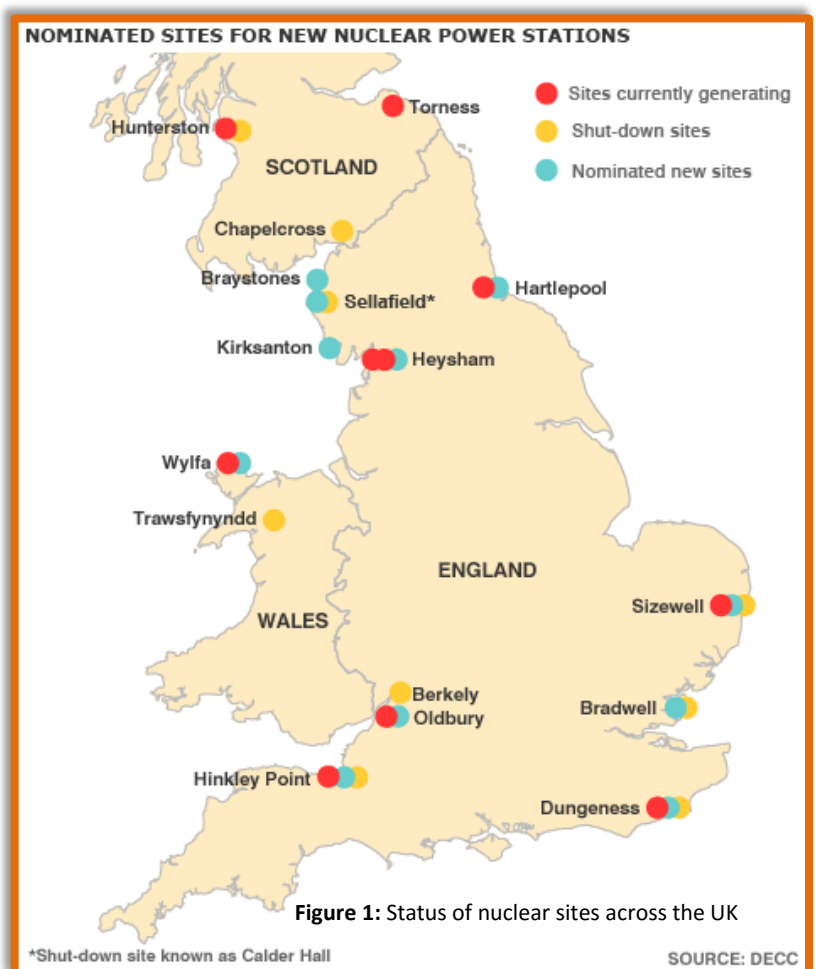 NOMINATED SITES FOR NEW NUCLEAR POWER STATIONS
Sites currently generating
Torness
Hunterston
Shut-down sites
SCOTLAND
Nominated new sites
Chapelcross
Braystones
Hartlepool
Sellafield*
Kirksanton
Heysham
Wylfa
Trawsfynyndd
ENGLAND
Sizewell
WALES
Berkely
Bradwell
Oldbury
Hinkley Point
Dungeness
Figure 1: Status of nuclear sites across the UK
*Shut-down site known as Calder Hall
SOURCE: DECC